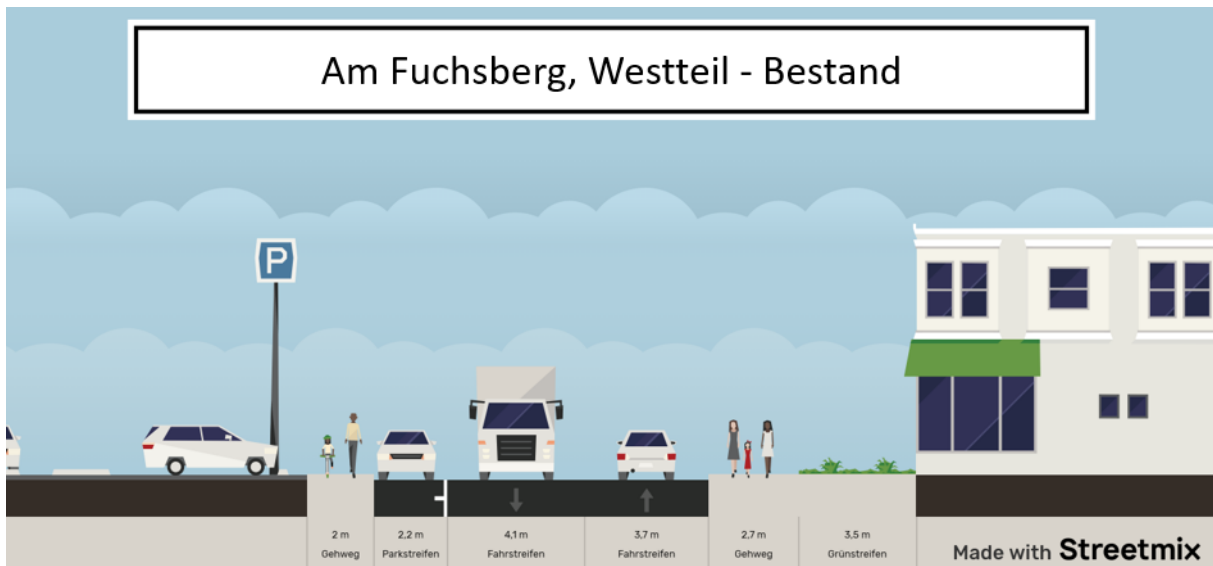 Am Fuchsberg, Westteil - Bestand
P
2 m
Gehweg
2,2 m
Parkstreifen
4,1 m
Fahrstreifen
3,7 m
Fahrstreifen
2,7 m
Gehweg
3,5 m
Grünstreifen
Made with Streetmix